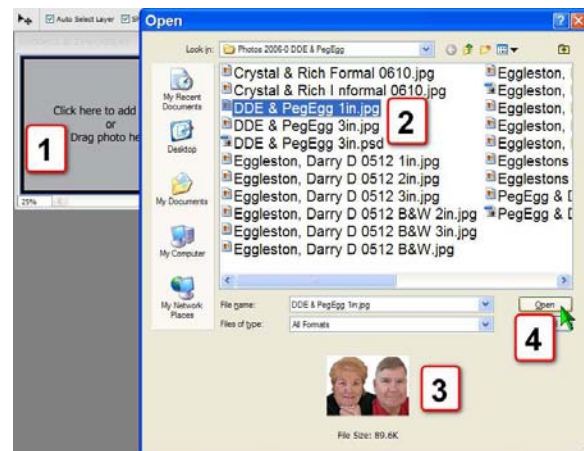 Auto Select Layer
Open
Look in:
Photos 2006-0 DDE & PegEgg
Click here to add
or
Drag photo he
1
25%
My Recent
Documents
Desktop
My Documents
My Computer
My Network
Places
Crystal & Rich Formal 0610.jpg
Crystal & Rich I nformal 0610.jpg
DDE & PegEgg 1in.jpg
2
DDE & PegEgg 3in.jpg
DDE & PegEgg 3in.psd
Eggleston, Darry D 0512 1in.jpg
Eggleston, Darry D 0512 2in.jpg
Eggleston, Darry D 0512 3in.jpg
Eggleston, Darry D 0512 B&W 2in.jpg
Eggleston, Darry D 0512 B&W 3in.jpg
Eggleston, Darry D 0512 B&W.jpg
Eggleston,
Eggleston,
Eggleston,
Eggleston,
Eggleston,
Egglestons
Egglestons
PegEgg & D
PegEgg & D
File name:
DDE & PegEgg 1in.jpg
Open
Files of type:
All Formats
4
3
File Size: 89.6K